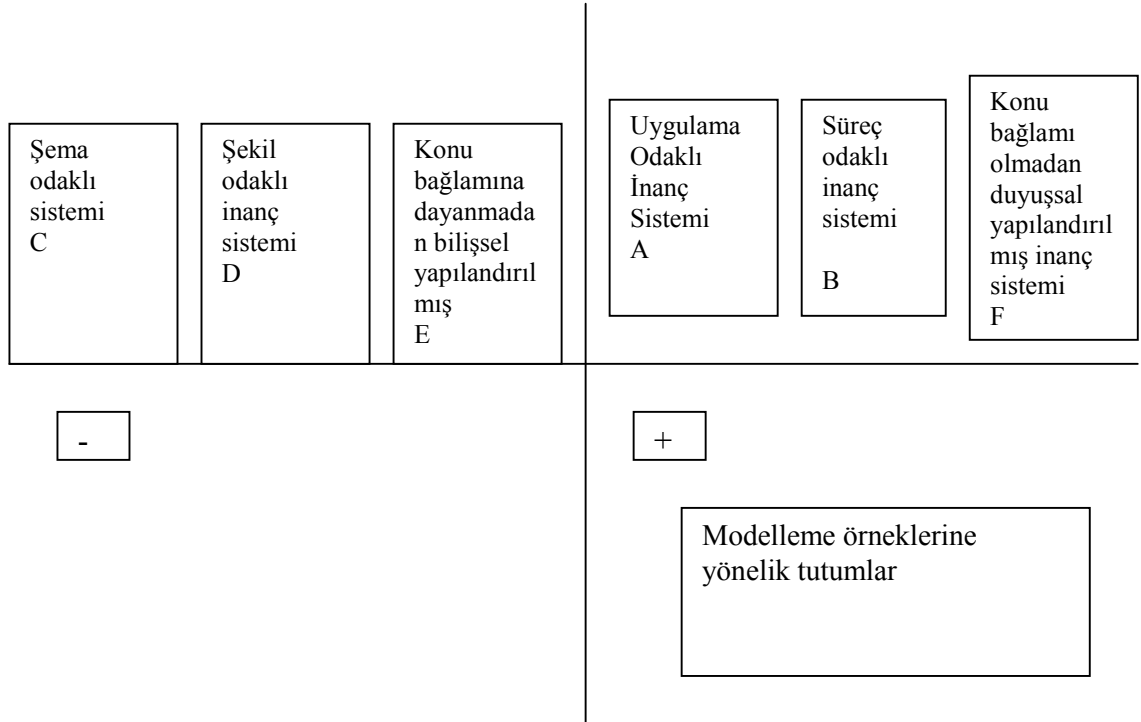 Şema
odaklı
sistemi
C
Şekil
odaklı
inanç
sistemi
D
Konu
bağlamına
dayanmada
n bilişsel
yapılandırıl
mış
E
Uygulama
Odaklı
İnanç
Sistemi
A
Süreç
odaklı
inanç
sistemi
B
Konu
bağlamı
olmadan
duyuşsal
yapılandırıl
mış inanç
sistemi
F
-
+
Modelleme örneklerine
yönelik tutumlar